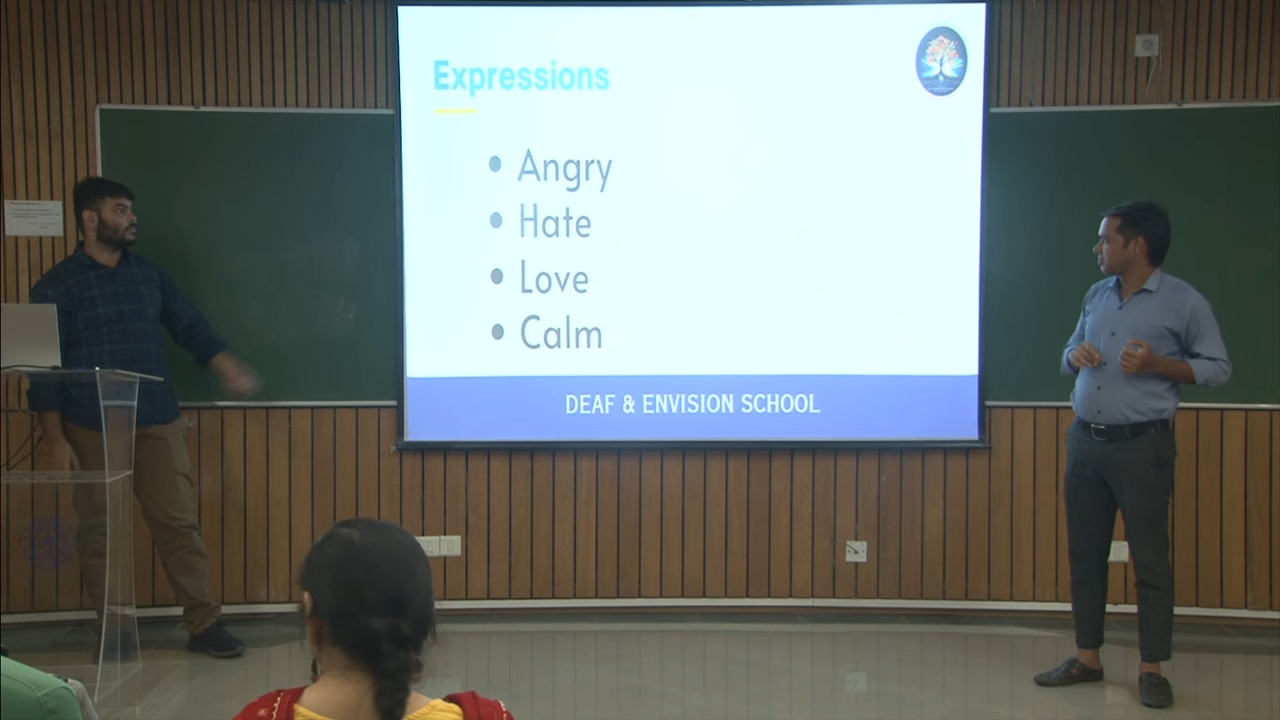 Expressions
• Angry
• Hate
• Love
• Calm
DEAF & ENVISION SCHOOL